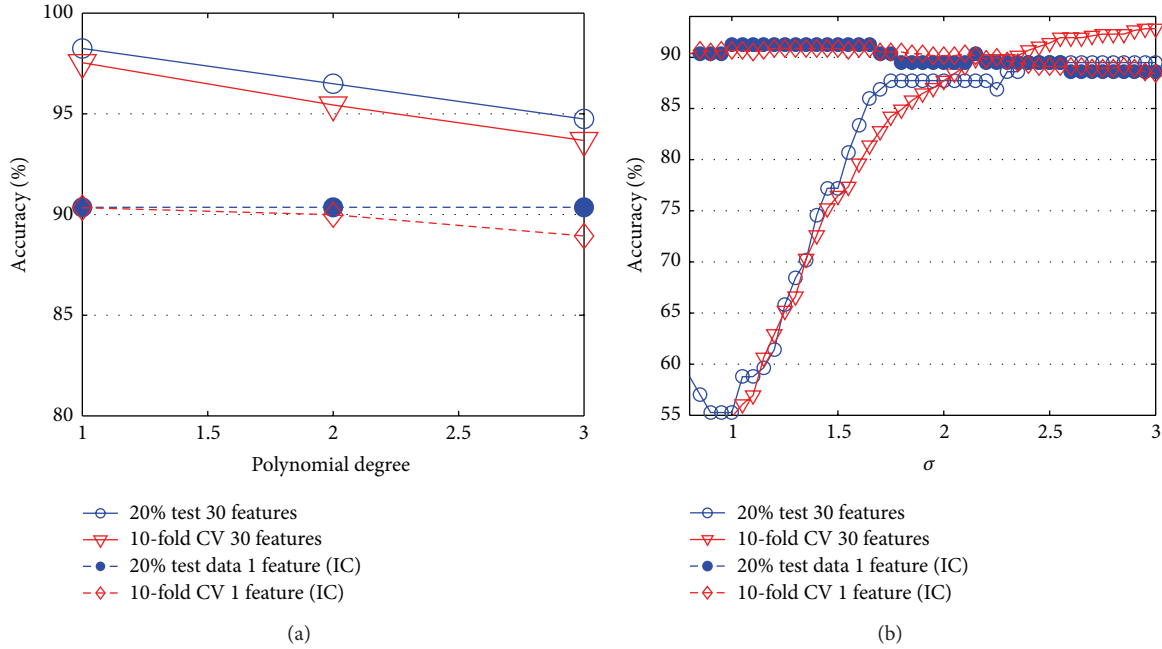 100
95
90
85
80
Accuracy (%)
1
1.5
2
2.5
3
Polynomial degree
20% test 30 features
10-fold CV 30 features
20% test data 1 feature (IC)
10-fold CV 1 feature (IC)
(a)
90
85
80
75
70
65
60
55
Accuracy (%)
1
1.5
2
2.5
3
σ
20% test 30 features
10-fold CV 30 features
20% test data 1 feature (IC)
10-fold CV 1 feature (IC)
(b)